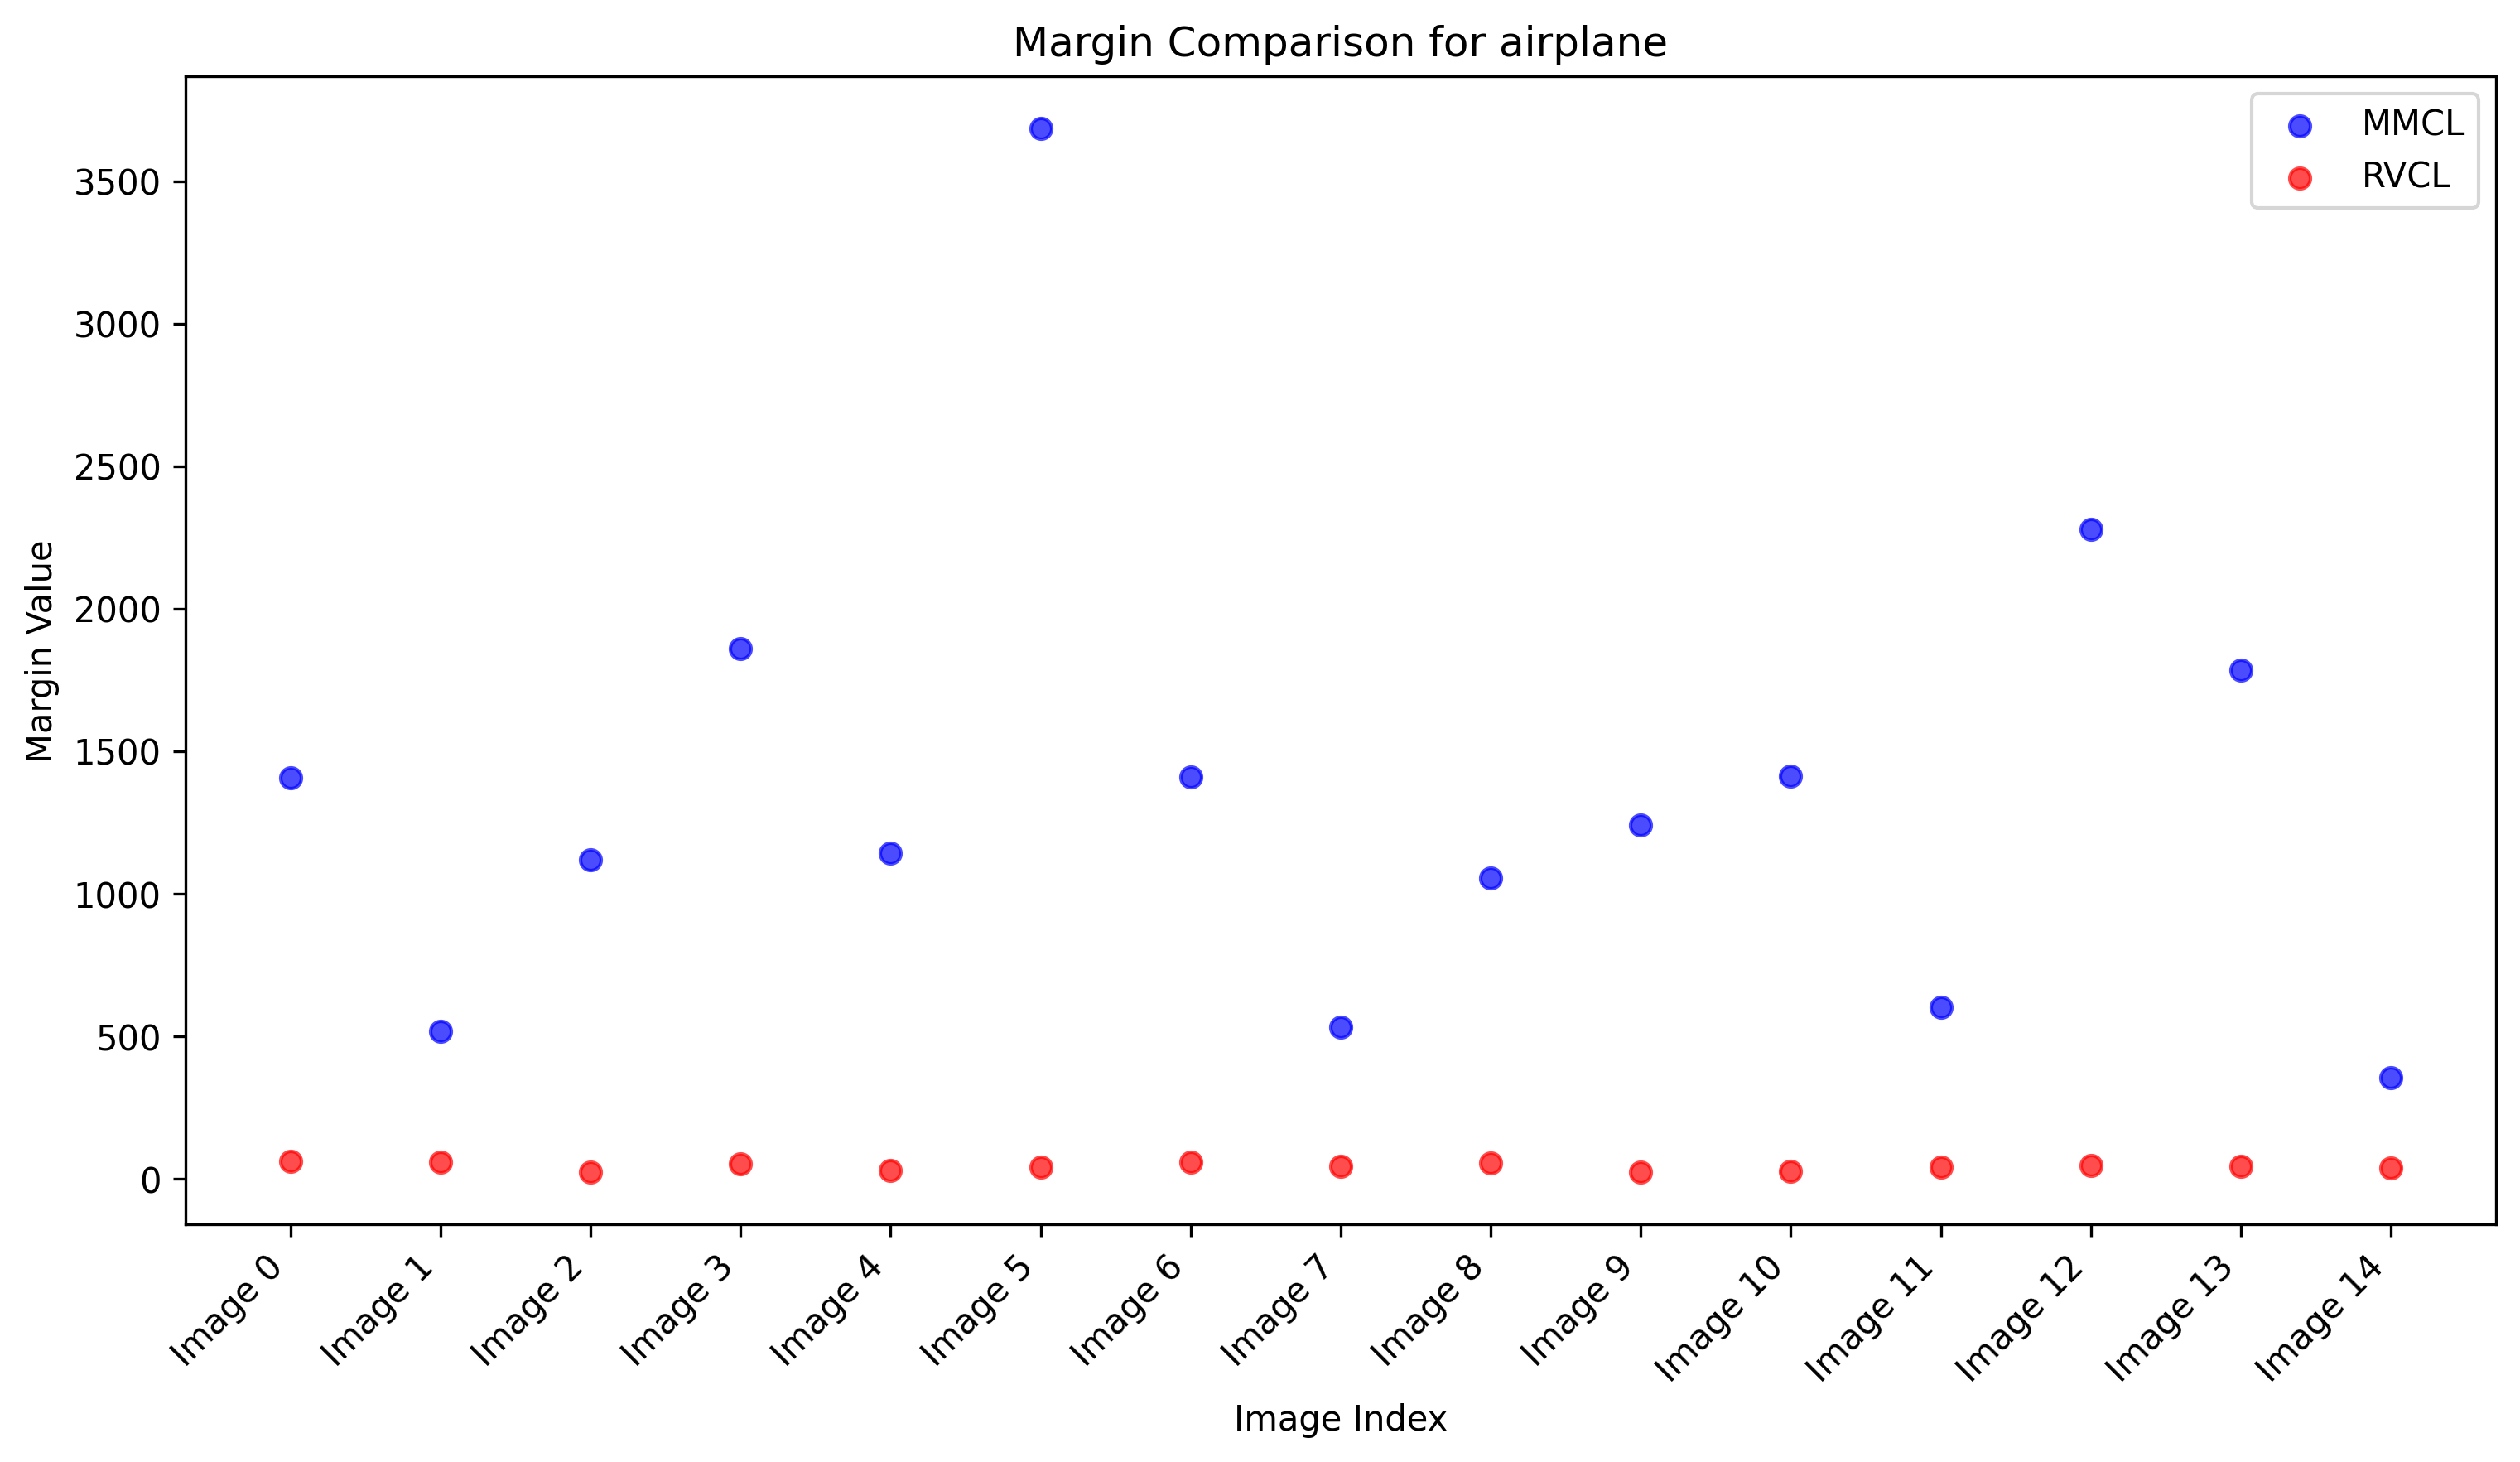 Margin Comparison for airplane
MMCL
RVCL
Margin Value
3500
3000
2500
2000
1500
1000
500
0
Image 0
Image 1
Image 2
Image 3
Image 4
Image 5
Image 6
Image 7
Image 8
Image 9
Image 10
Image 11
Image 12
Image 13
Image 14
Image Index